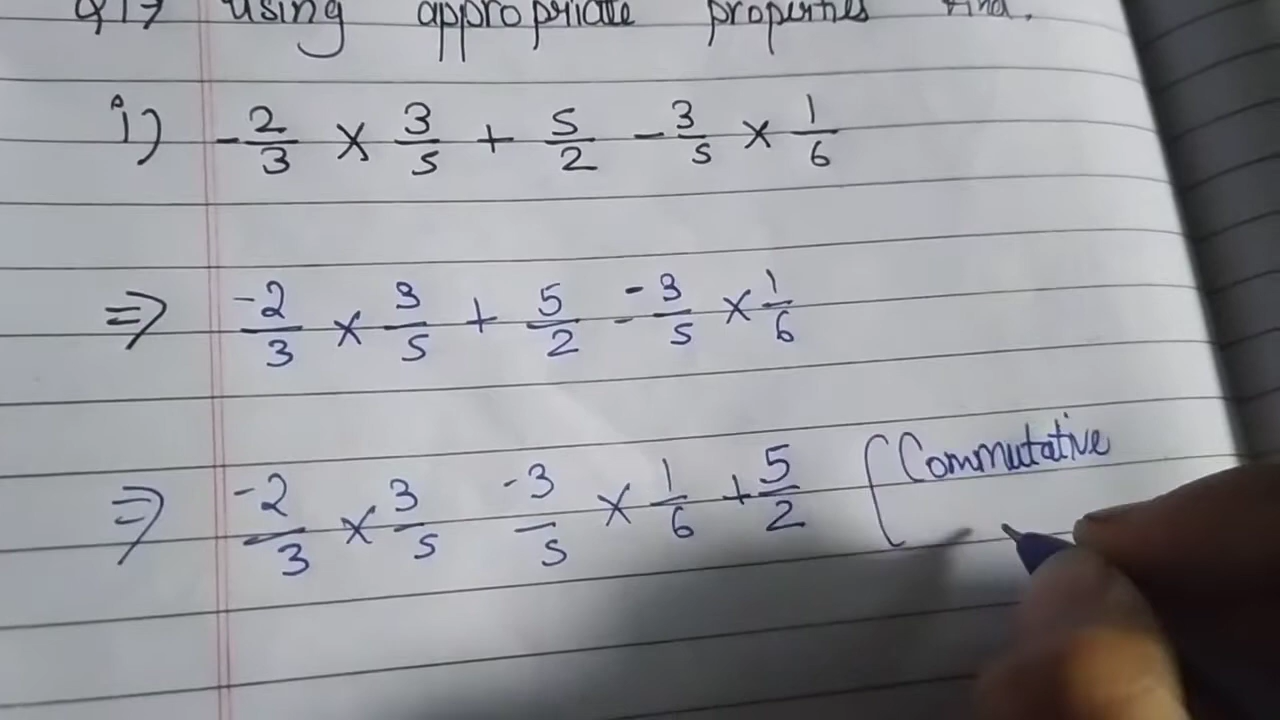 Q1) Using appropriate properties find.
i) -2/3 × 3/5 + 5/2 - 3/5 × 1/6
⇒ -2/3 × 3/5 + 5/2 - -3/5 × 1/6
⇒ -2/3 × 3/5 -3/5 × 1/6 + 5/2 (Commutative